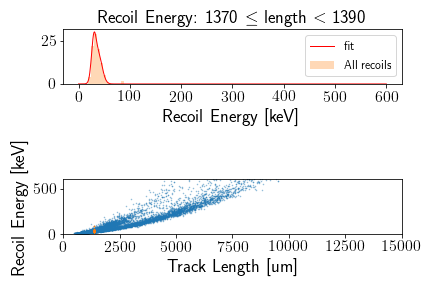 Recoil Energy: 1370 ≤ length < 1390
25
0
fit
All recoils
0 100 200 300 400 500 600
Recoil Energy [keV]
Recoil Energy [keV]
500
0
0 2500 5000 7500 10000 12500 15000
Track Length [um]